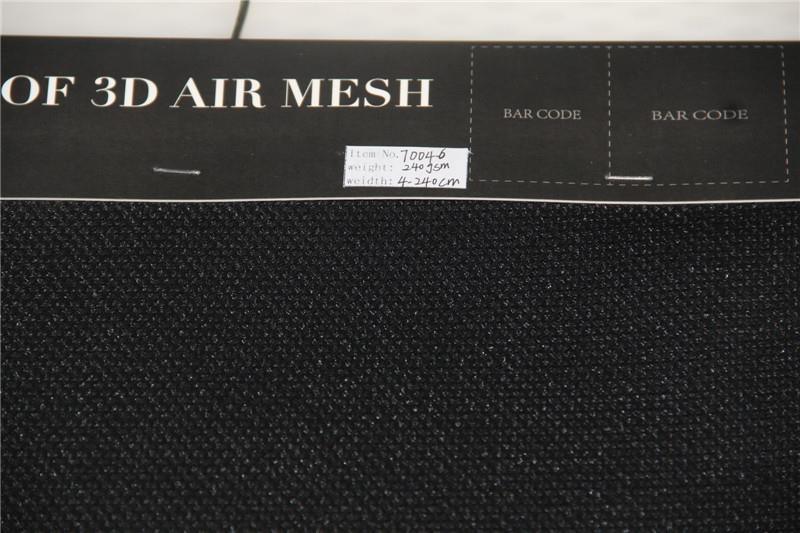 OF 3D AIR MESH
BAR CODE
BAR CODE
Item No. 70046
weight: 240gsm
weidth: 4-240cm